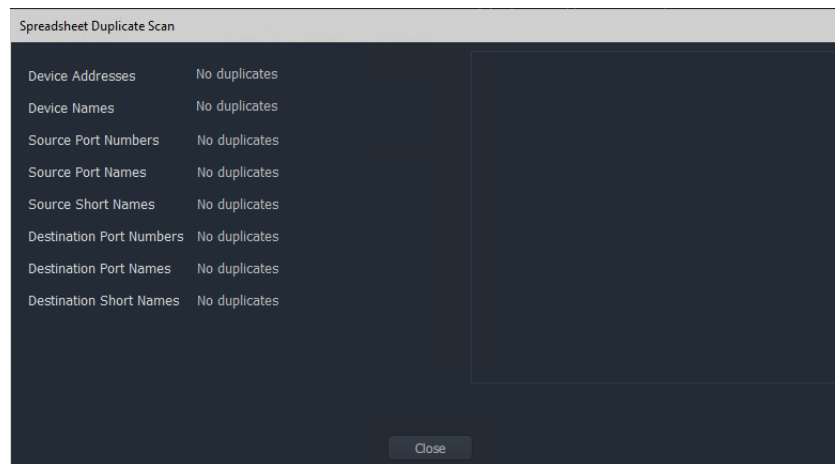 Spreadsheet Duplicate Scan
Device Addresses No duplicates
Device Names No duplicates
Source Port Numbers No duplicates
Source Port Names No duplicates
Source Short Names No duplicates
Destination Port Numbers No duplicates
Destination Port Names No duplicates
Destination Short Names No duplicates
Close